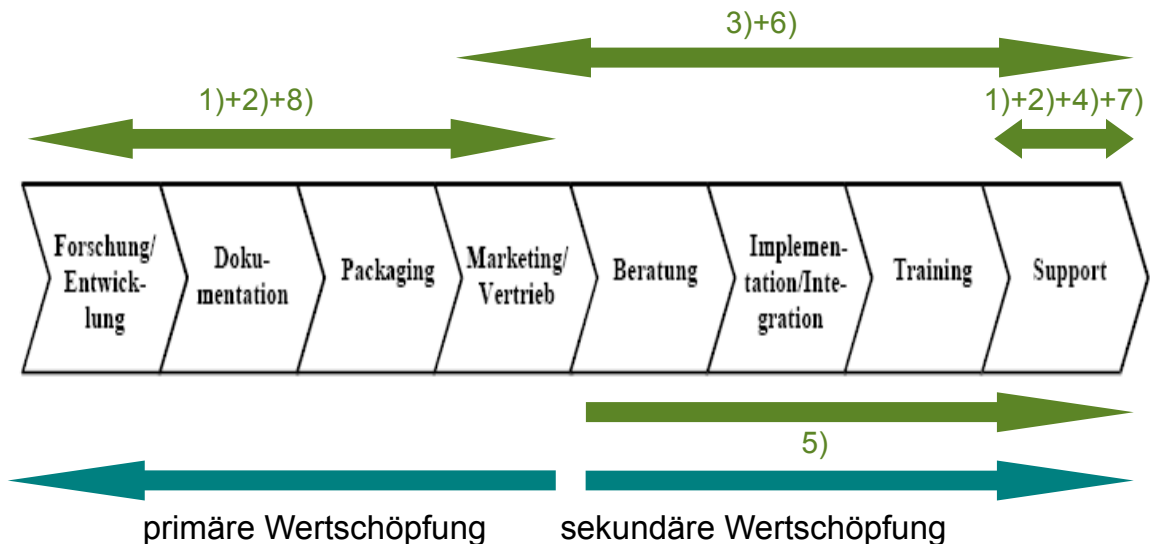 3)+6)
1)+2)+8)
1)+2)+4)+7)
Forschung/
Entwick-
lung
Doku-
mentation
Packaging
Marketing/
Vertrieb
Beratung
Implemen-
tation/Inte-
gration
Training
Support
5)
primäre Wertschöpfung
sekundäre Wertschöpfung